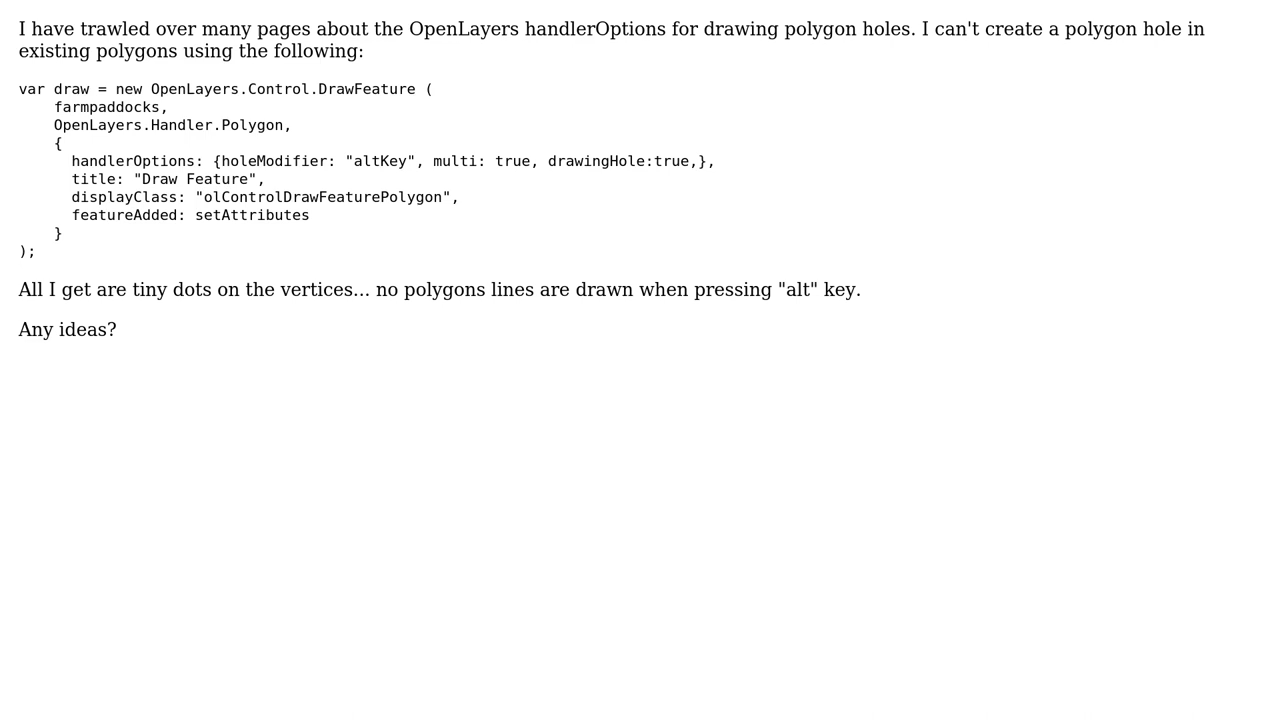 I have trawled over many pages about the OpenLayers handlerOptions for drawing polygon holes. I can't create a polygon hole in
existing polygons using the following:
var draw = new OpenLayers.Control.DrawFeature (
    farmpaddocks,
    OpenLayers.Handler.Polygon,
    {
      handlerOptions: {holeModifier: "altKey", multi: true, drawingHole:true,},
      title: "Draw Feature",
      displayClass: "olControlDrawFeaturePolygon",
      featureAdded: setAttributes
    }
);
All I get are tiny dots on the vertices... no polygons lines are drawn when pressing "alt" key.
Any ideas?